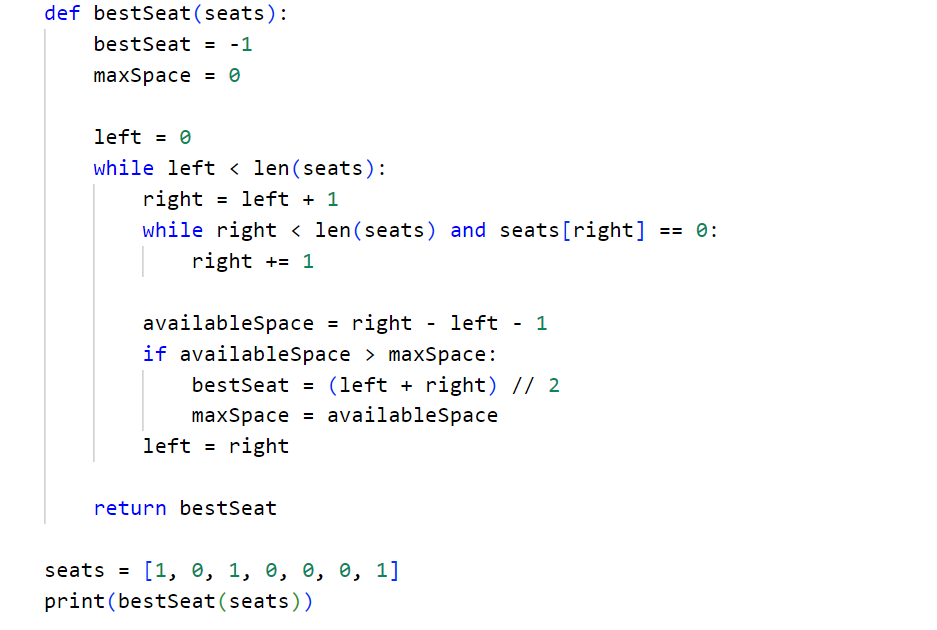 def bestSeat(seats):
    bestSeat = -1
    maxSpace = 0

    left = 0
    while left < len(seats):
        right = left + 1
        while right < len(seats) and seats[right] == 0:
            right += 1

        availableSpace = right - left - 1
        if availableSpace > maxSpace:
            bestSeat = (left + right) // 2
            maxSpace = availableSpace
        left = right

    return bestSeat

seats = [1, 0, 1, 0, 0, 0, 1]
print(bestSeat(seats))